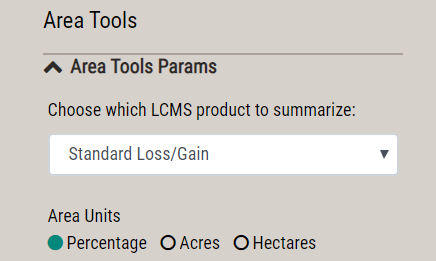 Area Tools
Area Tools Params
Choose which LCMS product to summarize:
Standard Loss/Gain
Area Units
Percentage Acres Hectares